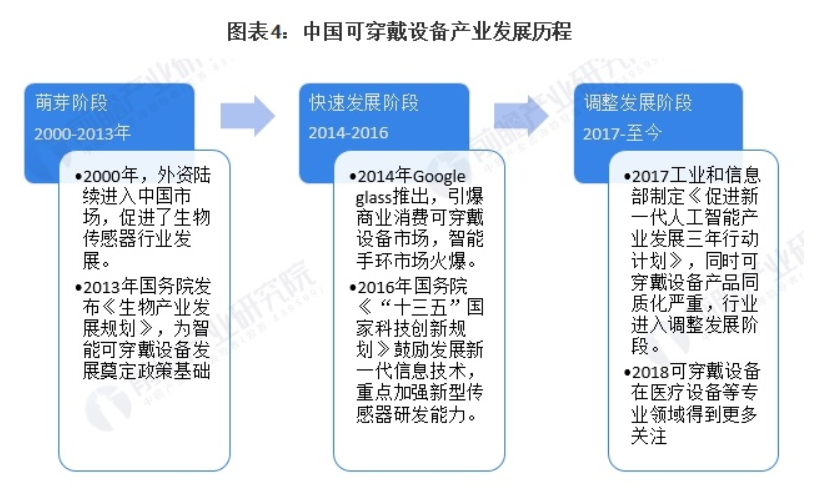 图表4：中国可穿戴设备产业发展历程
萌芽阶段
2000-2013年
•2000年，外资陆
续进入中国市
场，促进了生物
传感器行业发
展。
•2013年国务院发
布《生物产业发
展规划》，为智
能可穿戴设备发
展奠定政策基础
快速发展阶段
2014-2016
•2014年Google
glass推出，引爆
商业消费可穿戴
设备市场，智能
手环市场火爆。
•2016年国务院
《“十三五”国
家科技创新规
划》鼓励发展新
一代信息技术，
重点加强新型传
感器研发能力。
调整发展阶段
2017-至今
•2017工业和信息
部制定《促进新
一代人工智能产
业发展三年行动
计划》，同时可
穿戴设备产品同
质化严重，行业
进入调整发展阶
段。
•2018可穿戴设备
在医疗设备等专
业领域得到更多
关注
前瞻产业研究院